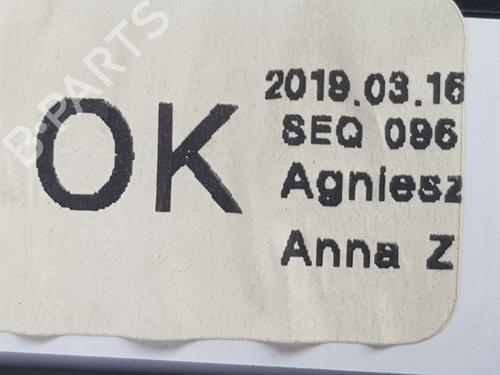 B-PARTS
OK
2019.03.16
SEQ 096
Agniesz
Anna Z